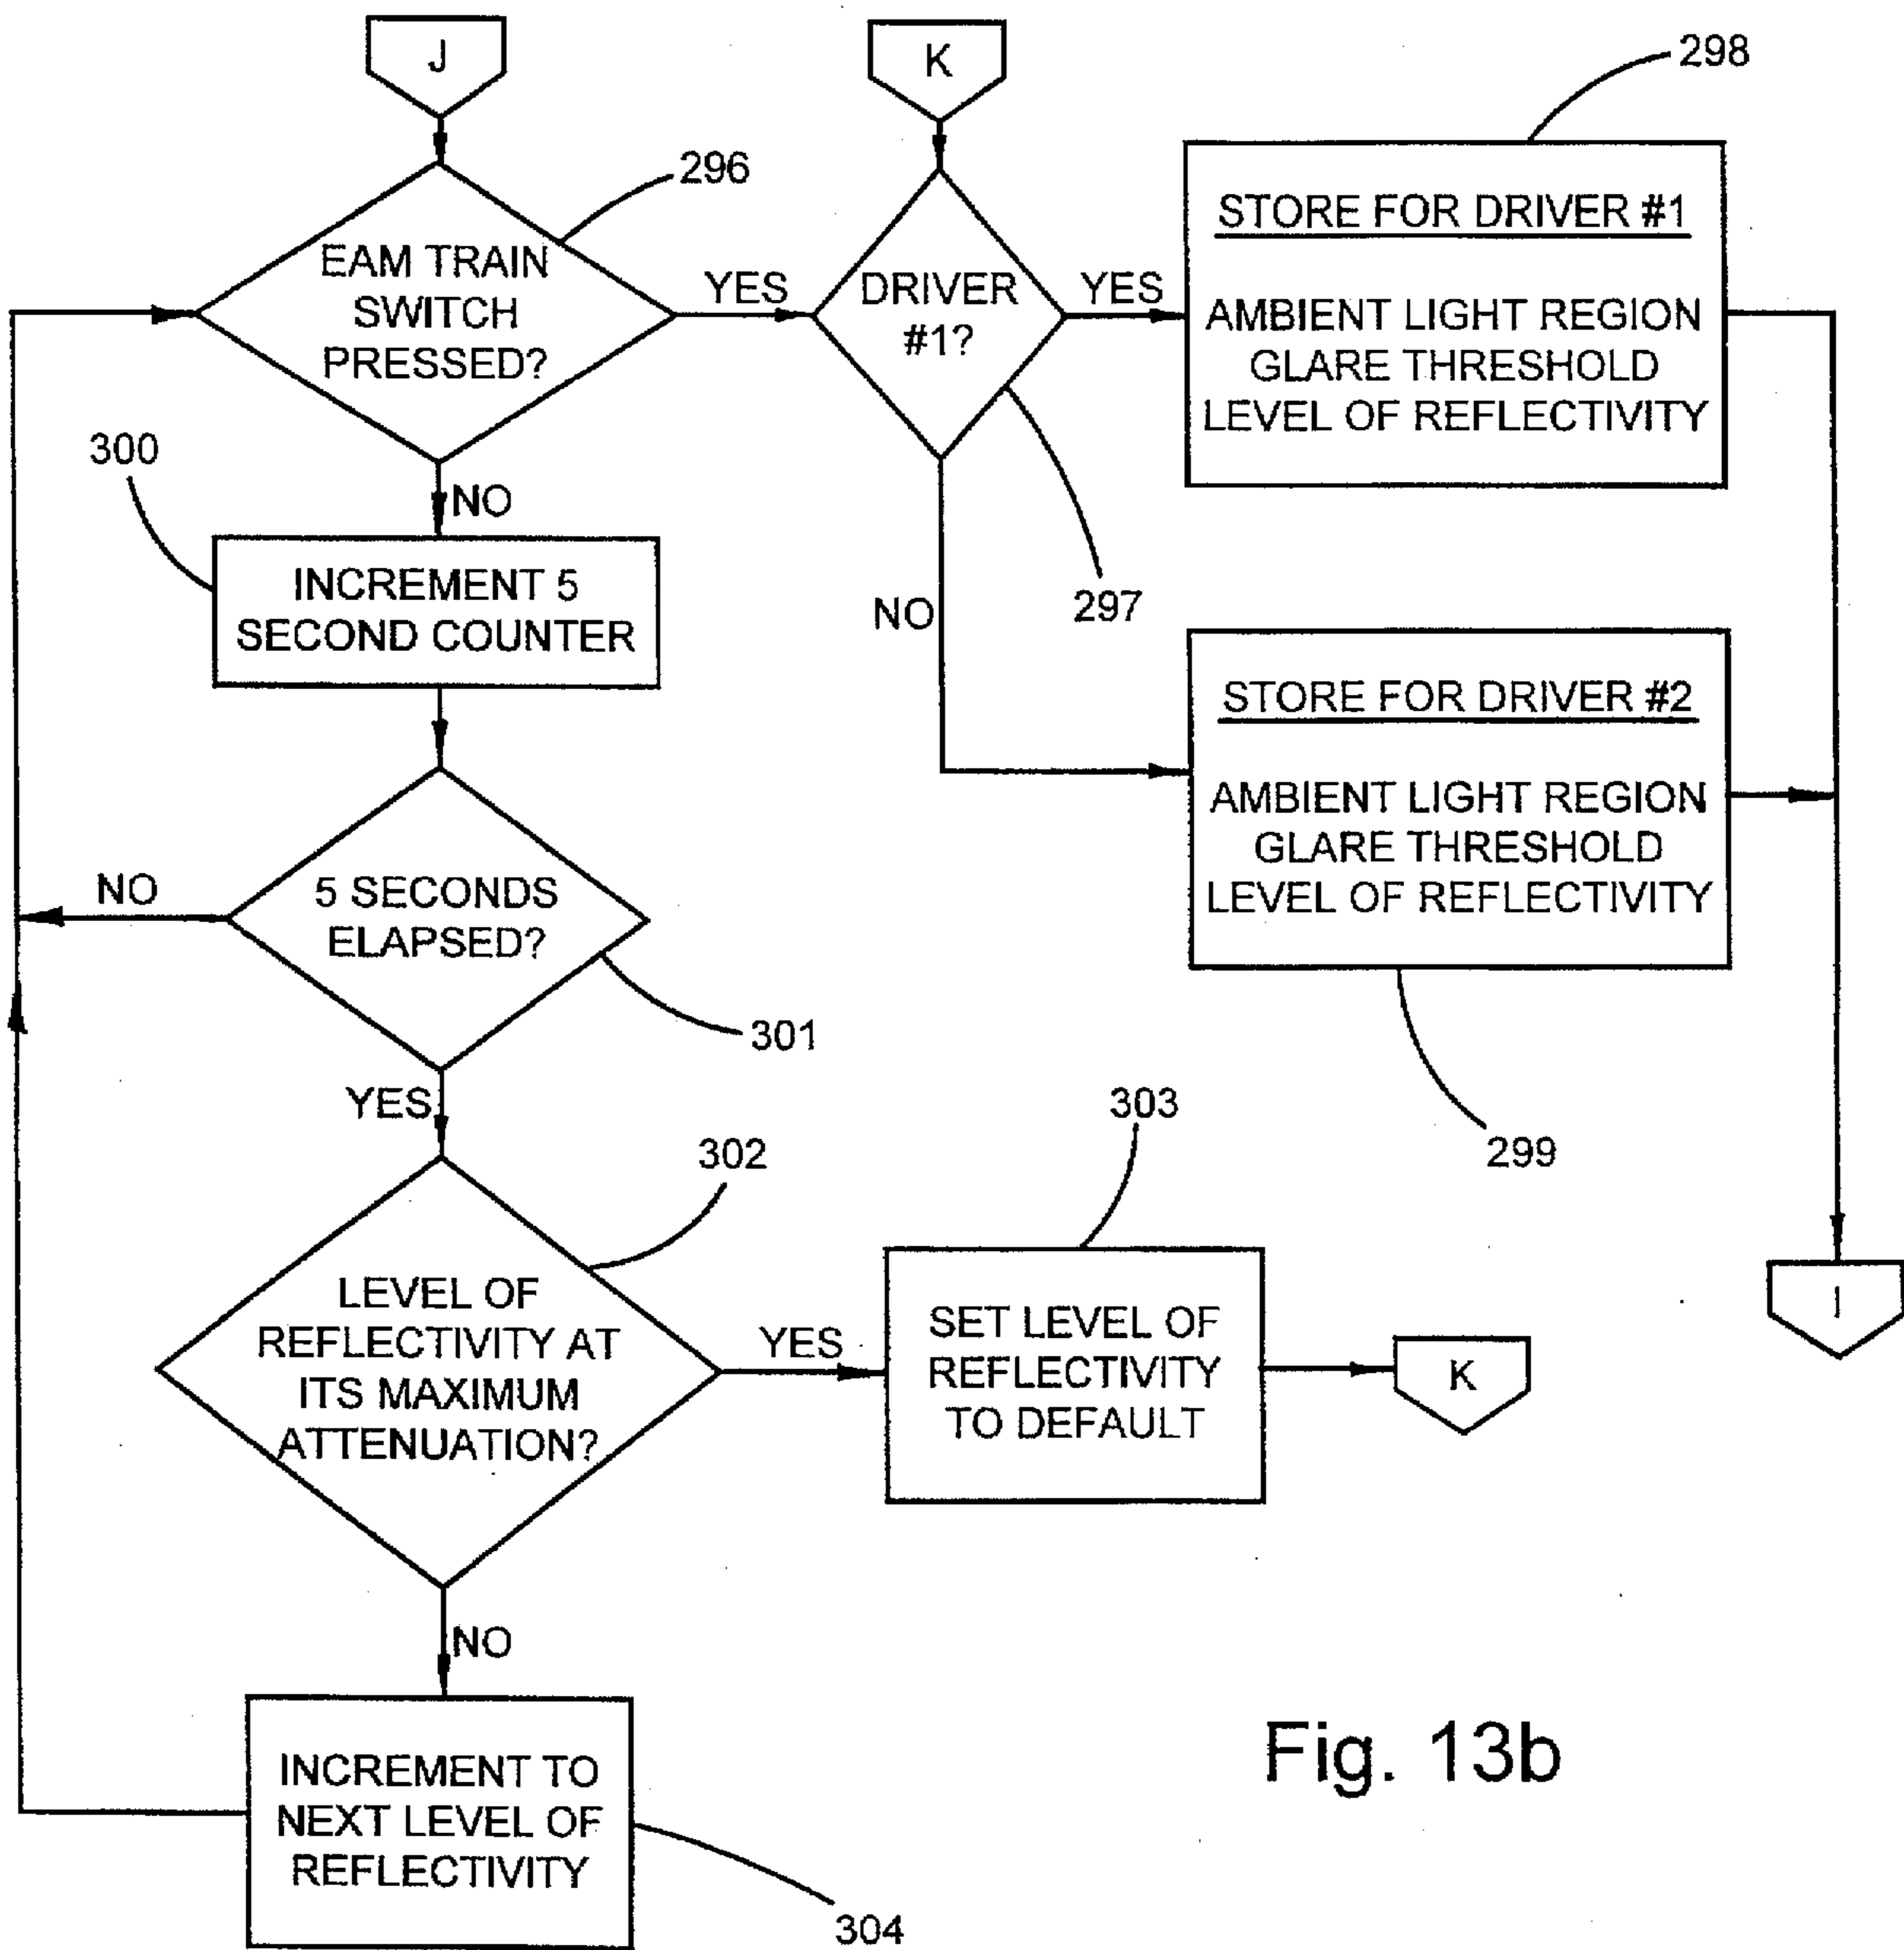 J
K
298
296
STORE FOR DRIVER #1
EAM TRAIN
SWITCH
PRESSED?
YES
DRIVER
#1?
YES
AMBIENT LIGHT REGION
GLARE THRESHOLD
LEVEL OF REFLECTIVITY
300
NO
INCREMENT 5
SECOND COUNTER
NO
297
STORE FOR DRIVER #2
AMBIENT LIGHT REGION
GLARE THRESHOLD
LEVEL OF REFLECTIVITY
NO
5 SECONDS
ELAPSED?
301
YES
303
299
302
LEVEL OF
REFLECTIVITY AT
ITS MAXIMUM
ATTENUATION?
YES
SET LEVEL OF
REFLECTIVITY
TO DEFAULT
K
I
NO
INCREMENT TO
NEXT LEVEL OF
REFLECTIVITY
304
Fig. 13b